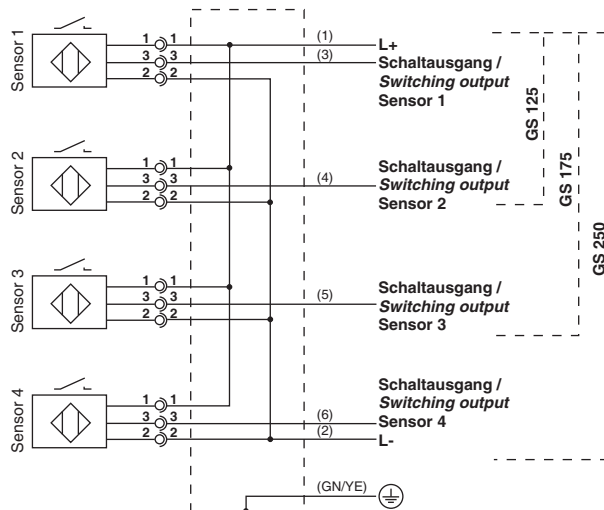 Sensor 1
1 1 (1) L+
3 3 (3) Schaltausgang /
2 2 Switching output
Sensor 1
GS 125
GS 175
GS 250
Sensor 2
1 1 Schaltausgang /
3 3 (4) Switching output
2 2 Sensor 2
Sensor 3
1 1 Schaltausgang /
3 3 (5) Switching output
2 2 Sensor 3
Sensor 4
Schaltausgang /
1 1 Switching output
3 3 (6) Sensor 4
2 2 (2) L-
(GN/YE)